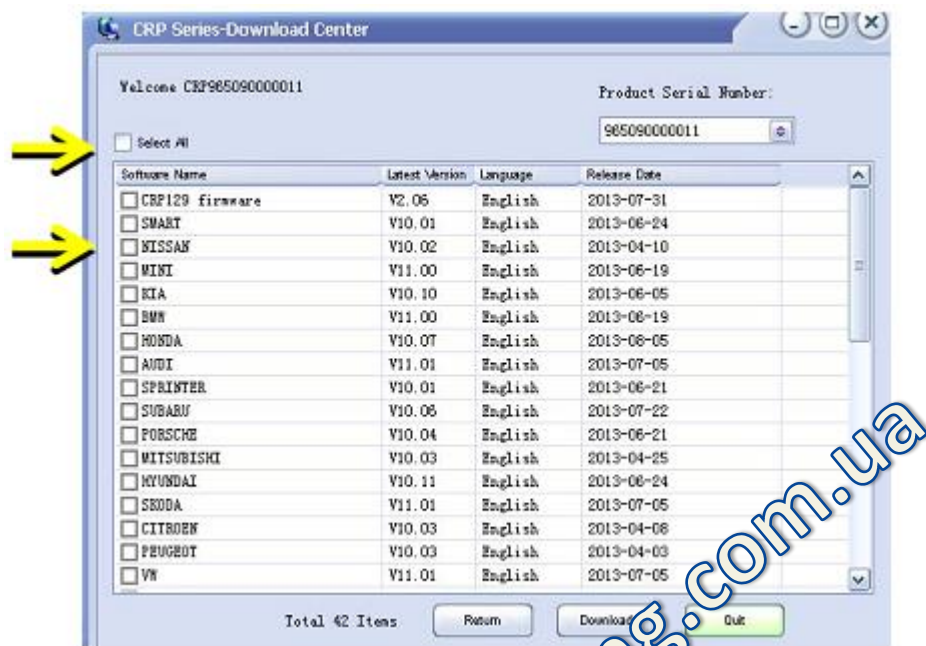 CRP Series-Download Center
Welcome CRP965090000011
Product Serial Number:
965090000011
Select All
Software Name Latest Version Language Release Date
CRP129 firmware V2.06 English 2013-07-31
SMART V10.01 English 2013-06-24
NISSAN V10.02 English 2013-04-10
MINI V11.00 English 2013-06-19
KIA V10.10 English 2013-06-05
BMW V11.00 English 2013-06-19
HONDA V10.07 English 2013-08-05
AUDI V11.01 English 2013-07-05
SPRINTER V10.01 English 2013-06-21
SUBARU V10.06 English 2013-07-22
PORSCHE V10.04 English 2013-06-21
MITSUBISHI V10.03 English 2013-04-25
HYUNDAI V10.11 English 2013-06-24
SKODA V11.01 English 2013-07-05
CITROEN V10.03 English 2013-04-08
PEUGEOT V10.03 English 2013-04-03
VW V11.01 English 2013-07-05
Total 42 Items Return Download Quit
g.com.ua